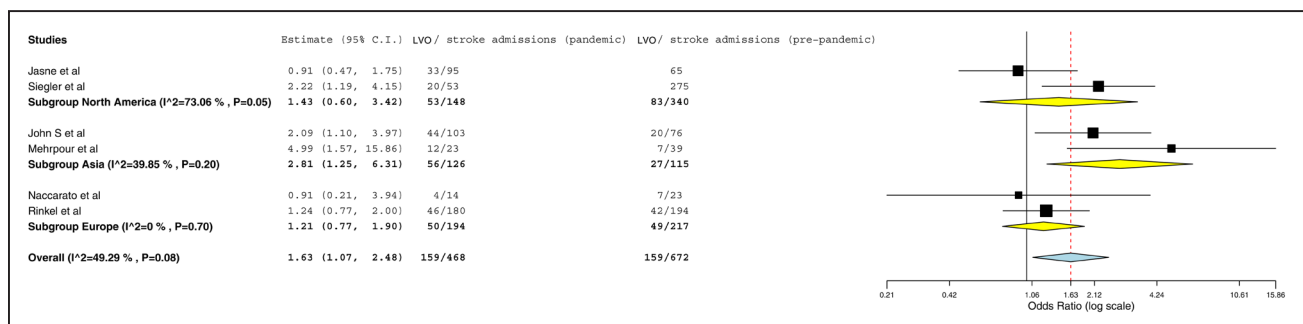 Studies Estimate (95% C.I.) LVO/ stroke admissions (pandemic) LVO/ stroke admissions (pre-pandemic)
Jasne et al 0.91 (0.47, 1.75) 33/95 65
Siegler et al 2.22 (1.19, 4.15) 20/53 275
Subgroup North America (I^2=73.06 % , P=0.05) 1.43 (0.60, 3.42) 53/148 83/340
John S et al 2.09 (1.10, 3.97) 44/103 20/76
Mehrpour et al 4.99 (1.57, 15.86) 12/23 7/39
Subgroup Asia (I^2=39.85 % , P=0.20) 2.81 (1.25, 6.31) 56/126 27/115
Naccarato et al 0.91 (0.21, 3.94) 4/14 7/23
Rinkel et al 1.24 (0.77, 2.00) 46/180 42/194
Subgroup Europe (I^2=0 % , P=0.70) 1.21 (0.77, 1.90) 50/194 49/217
Overall (I^2=49.29 % , P=0.08) 1.63 (1.07, 2.48) 159/468 159/672
0.21 0.42 1.06 1.63 2.12 4.24 10.61 15.86
Odds Ratio (log scale)